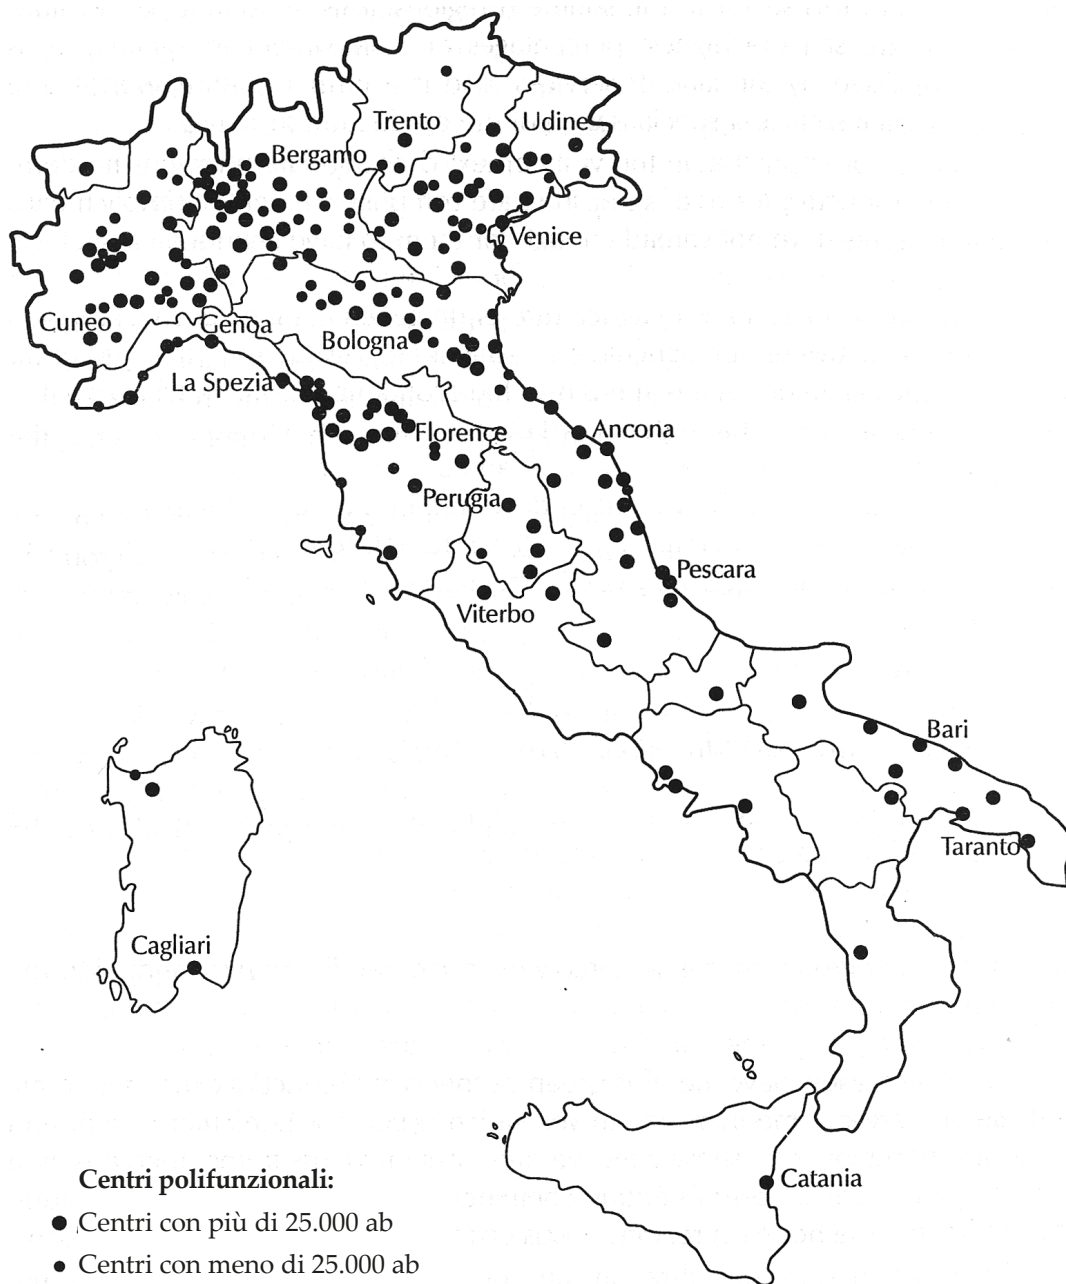 Trento
Udine
Bergamo
Venice
Cuneo
Genoa
Bologna
La Spezia
Florence
Ancona
Perugia
Pescara
Viterbo
Bari
Taranto
Cagliari
Catania
Centri polifunzionali:
Centri con più di 25.000 ab
Centri con meno di 25.000 ab